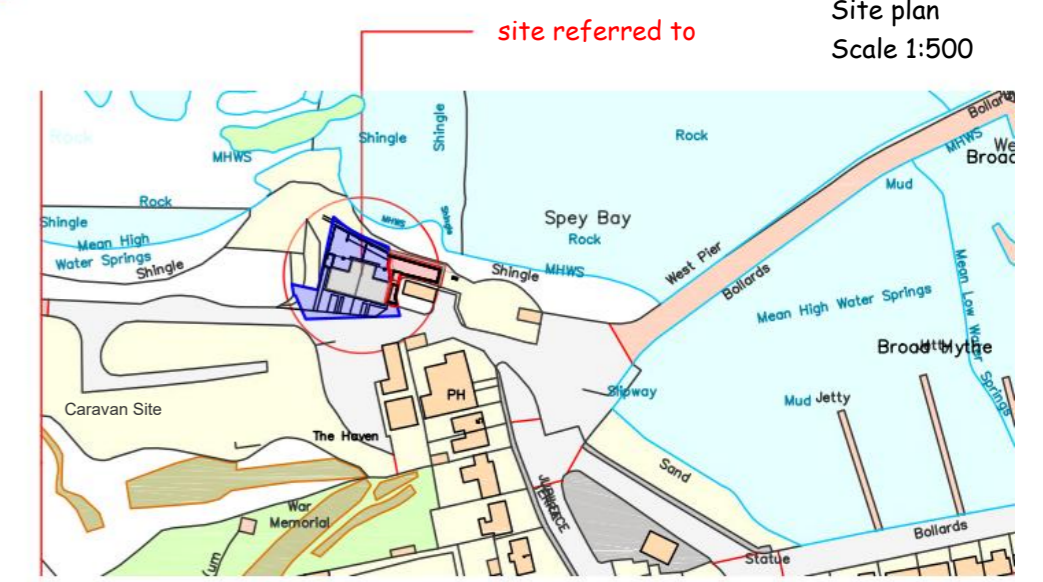 Site plan
Scale 1:500
site referred to
Rock
Shingle
Shingle
Rock
MHWS
Bollards
MHWS
Broad
Mud
Rock
Shingle
Mean High
Water Springs
Shingle
MHWS
Shingle
Spey Bay
Rock
Shingle
MHWS
West Pier
Bollards
Mean High Water Springs
Mean Low Water Springs
Broad Hythe
Jetty
Caravan Site
PH
Slipway
Mud
Jetty
The Haven
Sand
War
Memorial
Bollards
Statue